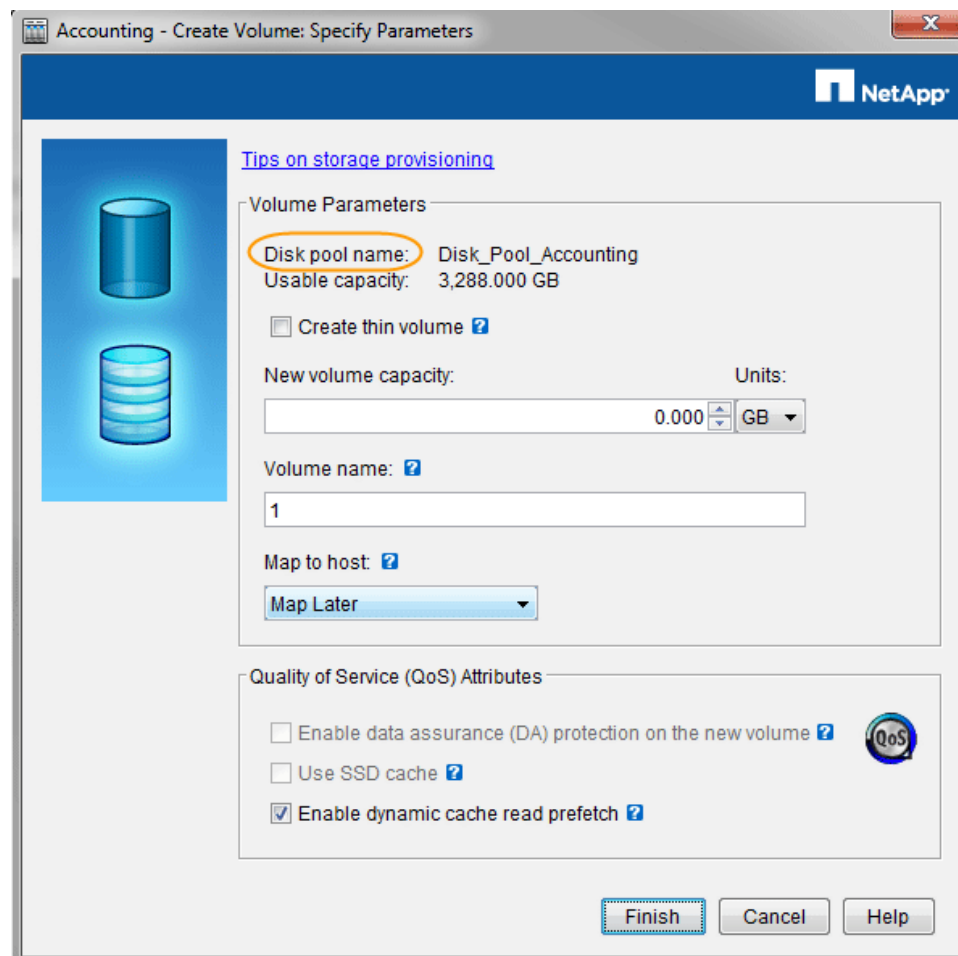 Accounting - Create Volume: Specify Parameters
NetApp
Tips on storage provisioning
Volume Parameters
Disk pool name: Disk_Pool_Accounting
Usable capacity: 3,288.000 GB
Create thin volume ?
New volume capacity: Units:
0.000 GB
Volume name: ?
1
Map to host: ?
Map Later
Quality of Service (QoS) Attributes
Enable data assurance (DA) protection on the new volume ?
QoS
Use SSD cache ?
Enable dynamic cache read prefetch ?
Finish Cancel Help